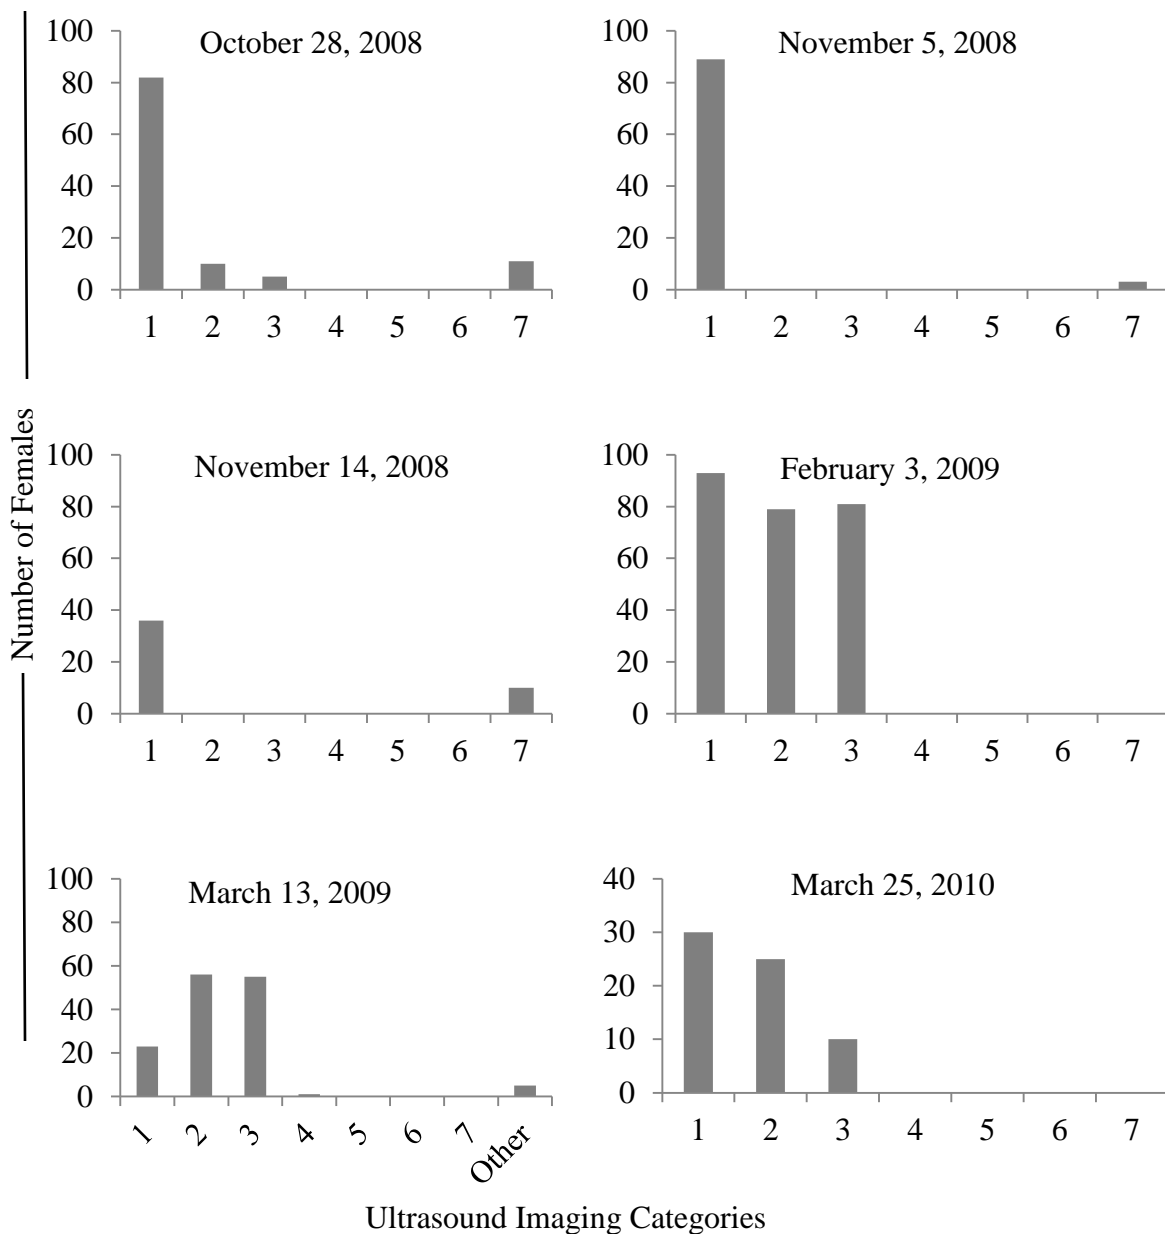 Number of Females
October 28, 2008
100
80
60
40
20
0
1 2 3 4 5 6 7
November 5, 2008
100
80
60
40
20
0
1 2 3 4 5 6 7
November 14, 2008
100
80
60
40
20
0
1 2 3 4 5 6 7
February 3, 2009
100
80
60
40
20
0
1 2 3 4 5 6 7
March 13, 2009
100
80
60
40
20
0
1 2 3 4 5 6 7 Other
March 25, 2010
40
30
20
10
0
1 2 3 4 5 6 7
Ultrasound Imaging Categories